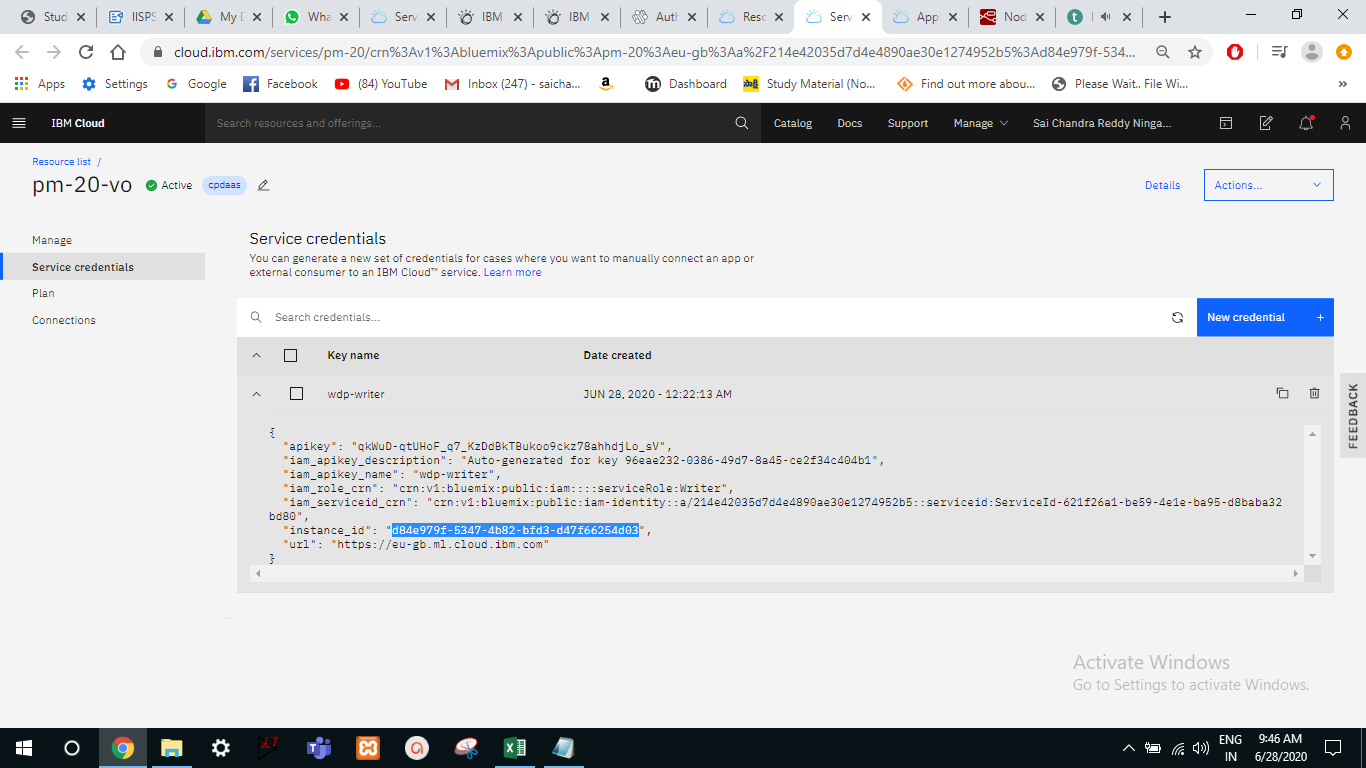 Stud
IISPS
My D
Wha
Serv
IBM
IBM
Auth
Reso
Serv
App
Nod
cloud.ibm.com/services/pm-20/crn%3Av1%3Abluemix%3Apublic%3Apm-20%3Aeu-gb%3Aa%2F214e42035d7d4e4890ae30e1274952b5%3Ad84e979f-534...
Apps
Settings
Google
Facebook
(84) YouTube
Inbox (247) - saicha...
Dashboard
Study Material (No...
Find out more abou...
Please Wait.. File Wi...
IBM Cloud
Search resources and offerings...
Catalog
Docs
Support
Manage
Sai Chandra Reddy Ninga...
Resource list /
pm-20-vo
Active
cpdaas
Details
Actions...
Manage
Service credentials
Plan
Connections
Service credentials
You can generate a new set of credentials for cases where you want to manually connect an app or
external consumer to an IBM Cloud™ service. Learn more
Search credentials...
New credential +
Key name
Date created
wdp-writer
JUN 28, 2020 - 12:22:13 AM
{
"apikey": "qkWuD-qtUHoF_q7_KzDdBkTBukoo9ckz78ahhdjLo_sV",
"iam_apikey_description": "Auto-generated for key 96eae232-0386-49d7-8a45-ce2f34c404b1",
"iam_apikey_name": "wdp-writer",
"iam_role_crn": "crn:v1:bluemix:public:iam::::serviceRole:Writer",
"iam_serviceid_crn": "crn:v1:bluemix:public:iam-identity::a/214e42035d7d4e4890ae30e1274952b5::serviceid:ServiceId-621f26a1-be59-4e1e-ba95-d8baba32
bd80",
"instance_id": "d84e979f-5347-4b82-bfd3-d47f66254d03",
"url": "https://eu-gb.ml.cloud.ibm.com"
}
FEEDBACK
Activate Windows
Go to Settings to activate Windows.
ENG
IN
9:46 AM
6/28/2020